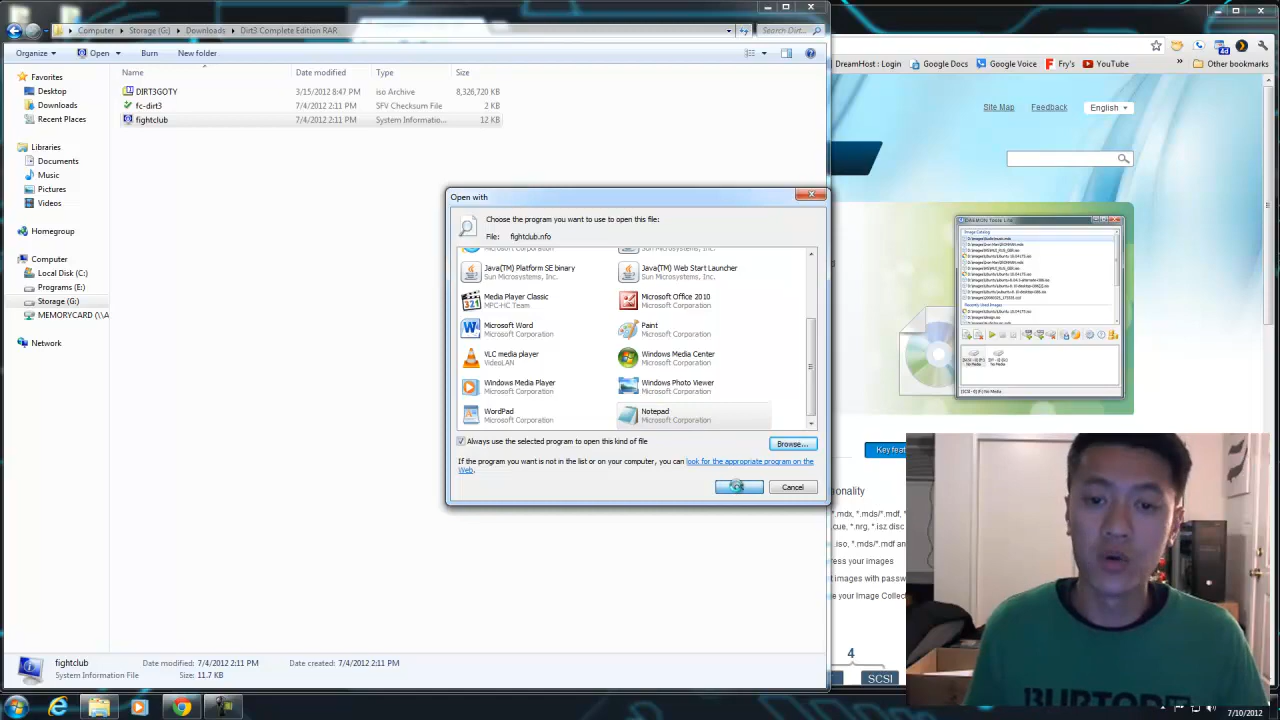 Computer Storage (G:) Downloads Dirt3 Complete Edition RAR
Search Dirt...
Organize Open Burn New folder
Favorites
Desktop
Downloads
Recent Places
Libraries
Documents
Music
Pictures
Videos
Homegroup
Computer
Local Disk (C:)
Programs (E:)
Storage (G:)
MEMORYCARD (\\A
Network
Name Date modified Type Size
DIRT3GOTY 3/15/2012 8:47 PM iso Archive 8,326,720 KB
fc-dirt3 7/4/2012 2:11 PM SFV Checksum File 2 KB
fightclub 7/4/2012 2:11 PM System Informatio... 12 KB
Open with
Choose the program you want to use to open this file:
File: fightclub.nfo
Sun Microsystems, Inc.
Java(TM) Platform SE binary
Sun Microsystems, Inc.
Java(TM) Web Start Launcher
Sun Microsystems, Inc.
Media Player Classic
MPC-HC Team
Microsoft Office 2010
Microsoft Corporation
Microsoft Word
Microsoft Corporation
Paint
Microsoft Corporation
VLC media player
VideoLAN
Windows Media Center
Microsoft Corporation
Windows Media Player
Microsoft Corporation
Windows Photo Viewer
Microsoft Corporation
WordPad
Microsoft Corporation
Notepad
Microsoft Corporation
Always use the selected program to open this kind of file
Browse...
If the program you want is not in the list or on your computer, you can look for the appropriate program on the
Web.
Cancel
fightclub Date modified: 7/4/2012 2:11 PM Date created: 7/4/2012 2:11 PM
System Information File Size: 11.7 KB
DreamHost : Login Google Docs Google Voice Fry's YouTube » Other bookmarks
Site Map Feedback English
DAEMON Tools Lite
Image Catalog
Key feat
onality
*.mdx, *.mds/*.mdf,
cue, *.nrg, *.isz disc
.iso, *.mds/*.mdf and
ress your images
t images with passw
e your Image Collect
4
SCSI
BURTON
7/10/2012